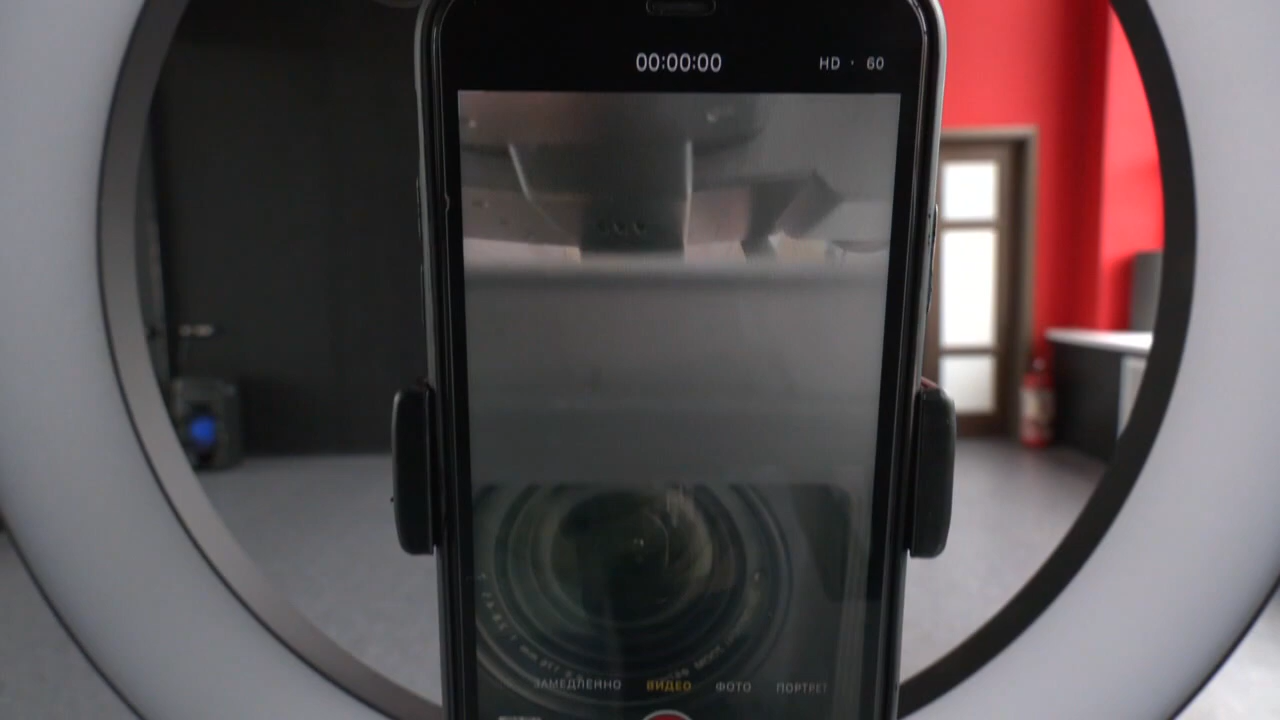 00:00:00 HD · 60
ЗАМЕДЛЕННО ВИДЕО ФОТО ПОРТРЕТ